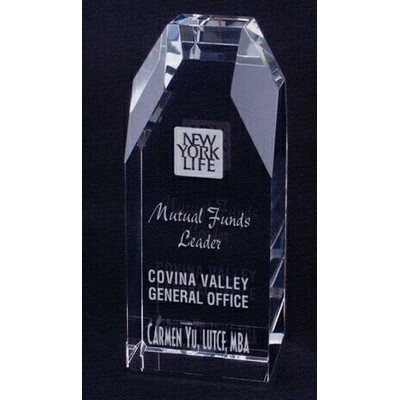 NEW
YORK
LIFE
Mutual Funds
Leader
COVINA VALLEY
GENERAL OFFICE
CARMEN YU, LUTCF, MBA